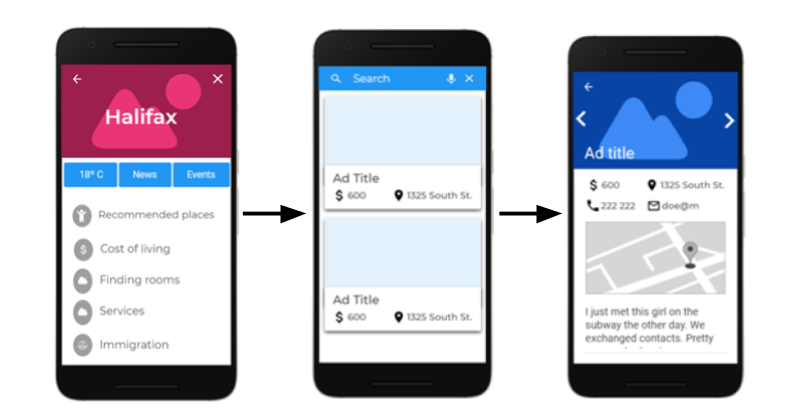 Halifax
18º C News Events
Recommended places
Cost of living
Finding rooms
Services
Immigration
Search
Ad Title
$ 600 1325 South St.
Ad Title
$ 600 1325 South St.
Ad title
$ 600 1325 South St.
222 222 doe@m
I just met this girl on the
subway the other day. We
exchanged contacts. Pretty